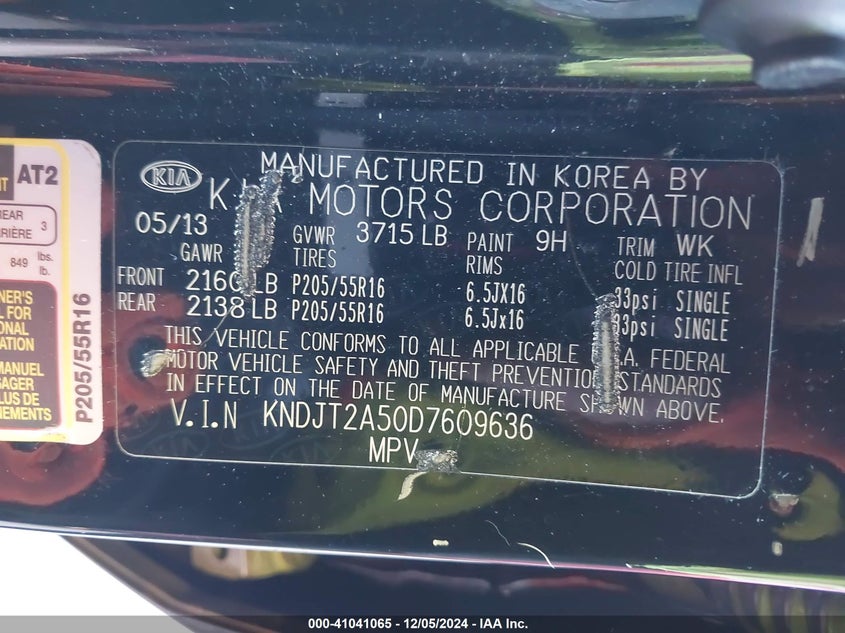 AT2
3
849 lbs.
lb.
P205/55R16
KIA
MANUFACTURED IN KOREA BY
MOTORS CORPORATION
05/13
GAWR
GVWR 3715 LB
TIRES
PAINT 9H
RIMS
TRIM WK
COLD TIRE INFL
FRONT 2160 LB P205/55R16 6.5JX16 33psi SINGLE
REAR 2138 LB P205/55R16 6.5Jx16 33psi SINGLE
THIS VEHICLE CONFORMS TO ALL APPLICABLE .A. FEDERAL
MOTOR VEHICLE SAFETY AND THEFT PREVENTION STANDARDS
IN EFFECT ON THE DATE OF MANUFACTURE SHOWN ABOVE.
V.I.N KNDJT2A50D7609636
MPV
000-41041065 - 12/05/2024 - IAA Inc.